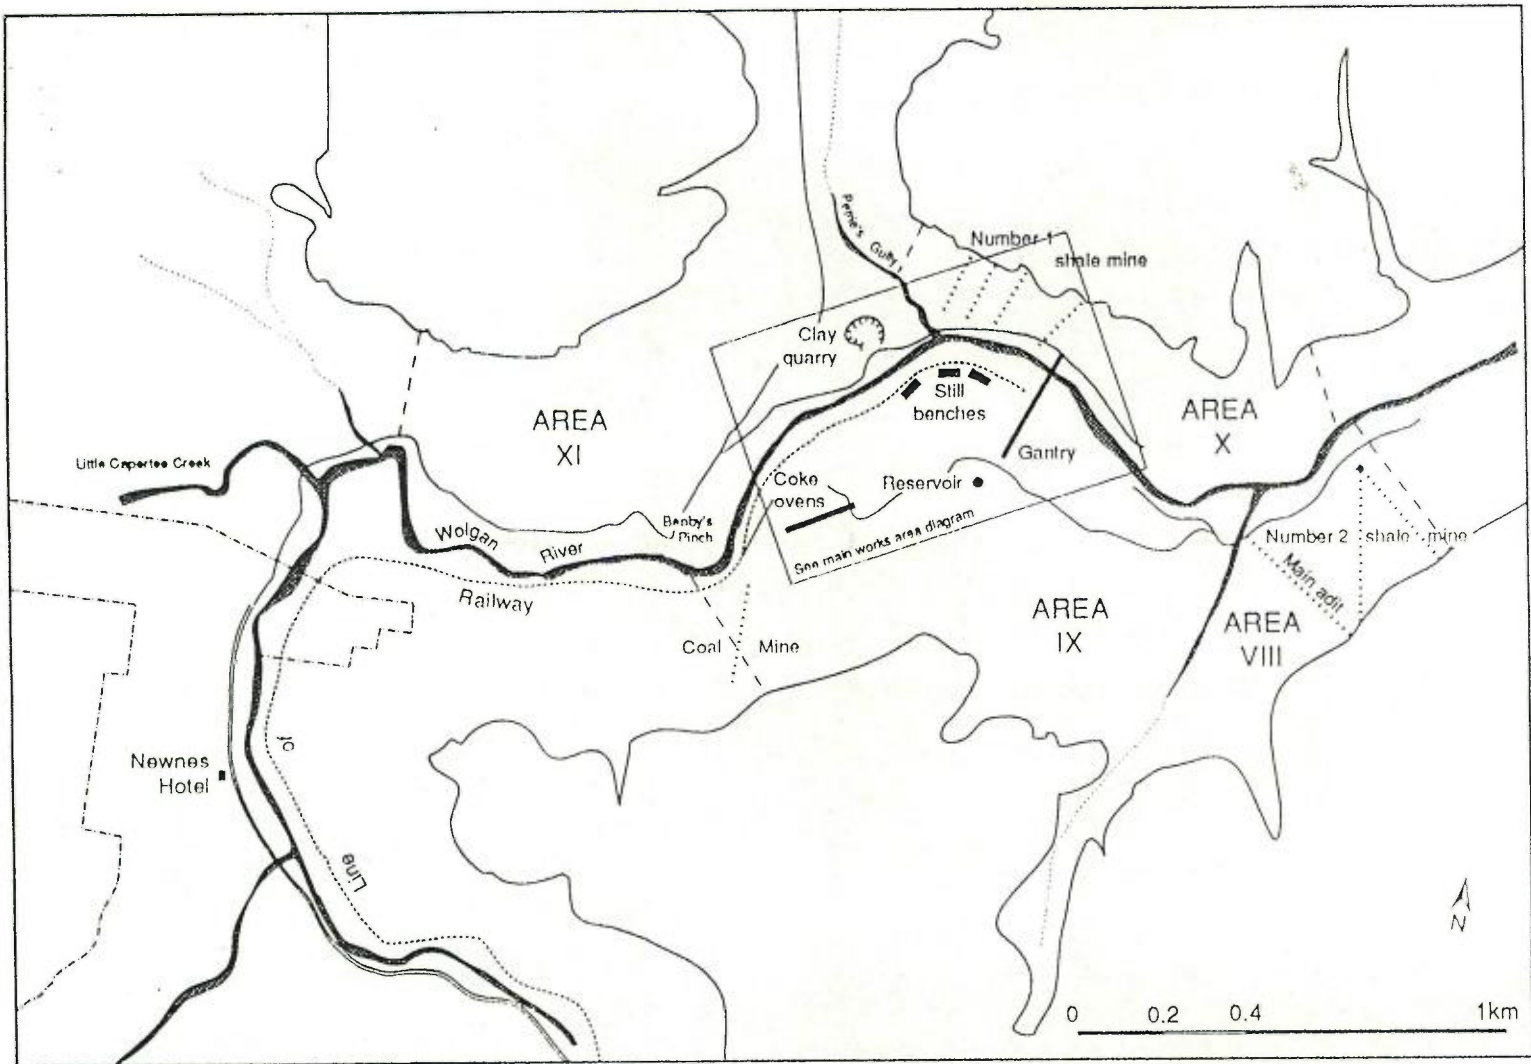 Number 1
shale mine
Clay
quarry
Still
benches
AREA
XI
AREA
X
Gantry
Little Capertee Creek
Coke
ovens
Reservoir
Benby's
Pinch
Wolgan
River
See main works area diagram
Number 2 shale mine
Main adit
Railway
AREA
IX
AREA
VIII
Coal Mine
of
Newnes
Hotel
Line
N
0 0.2 0.4 1km